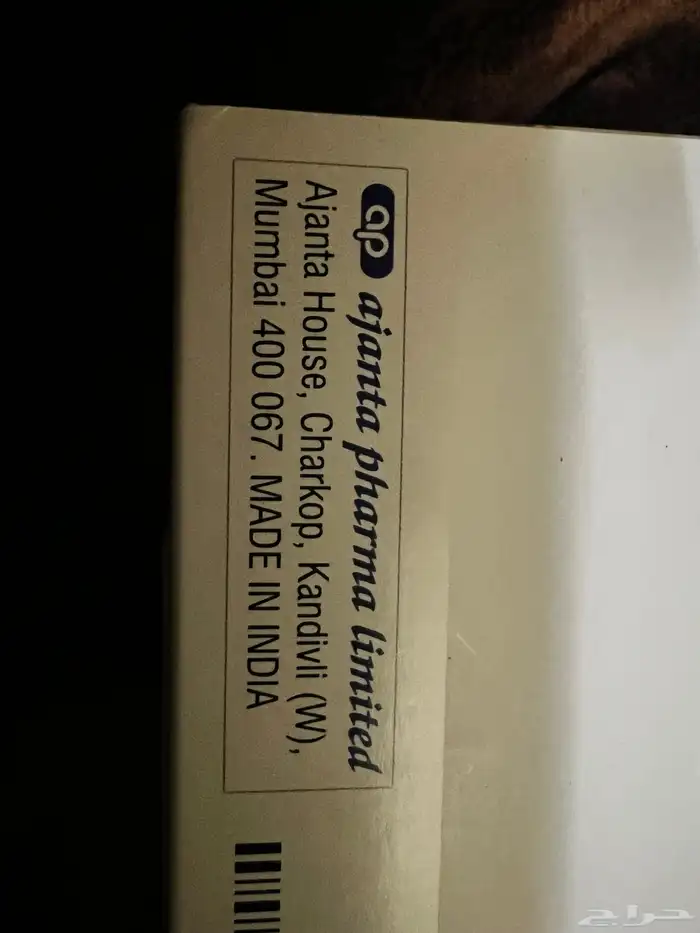 ap ajanta pharma limited
Ajanta House, Charkop, Kandivli (W),
Mumbai 400 067. MADE IN INDIA
حراج